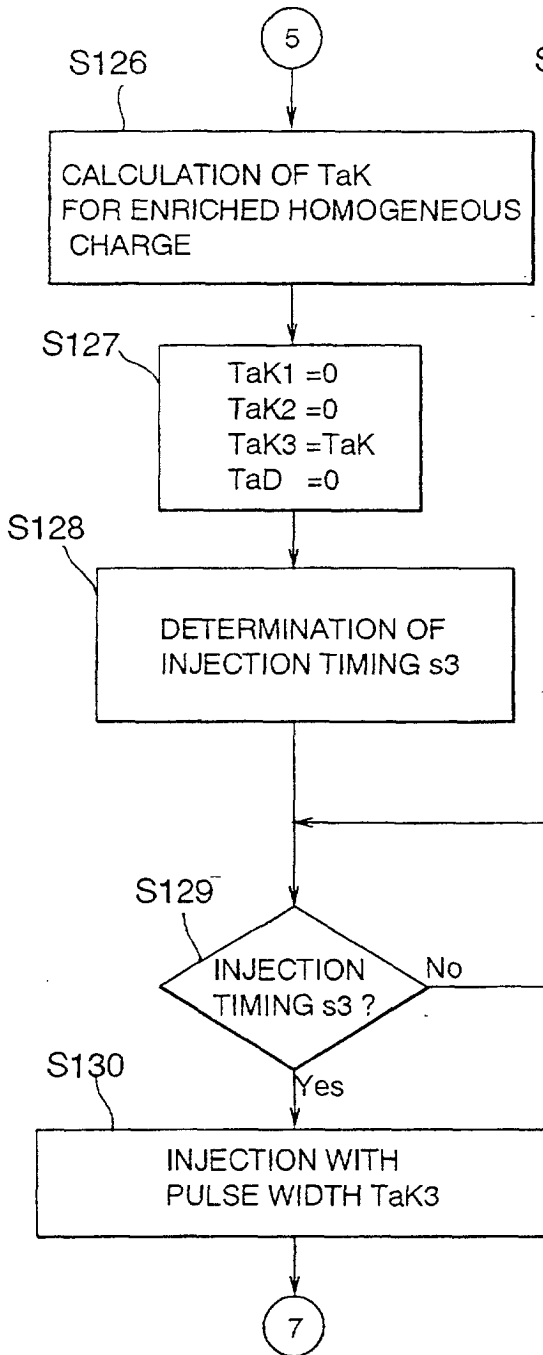 5
S126
S
CALCULATION OF TaK
FOR ENRICHED HOMOGENEOUS
CHARGE
S127
TaK1 =0
TaK2 =0
TaK3 =TaK
TaD =0
S128
DETERMINATION OF
INJECTION TIMING s3
S129
INJECTION
TIMING s3 ?
No
Yes
S130
INJECTION WITH
PULSE WIDTH TaK3
7